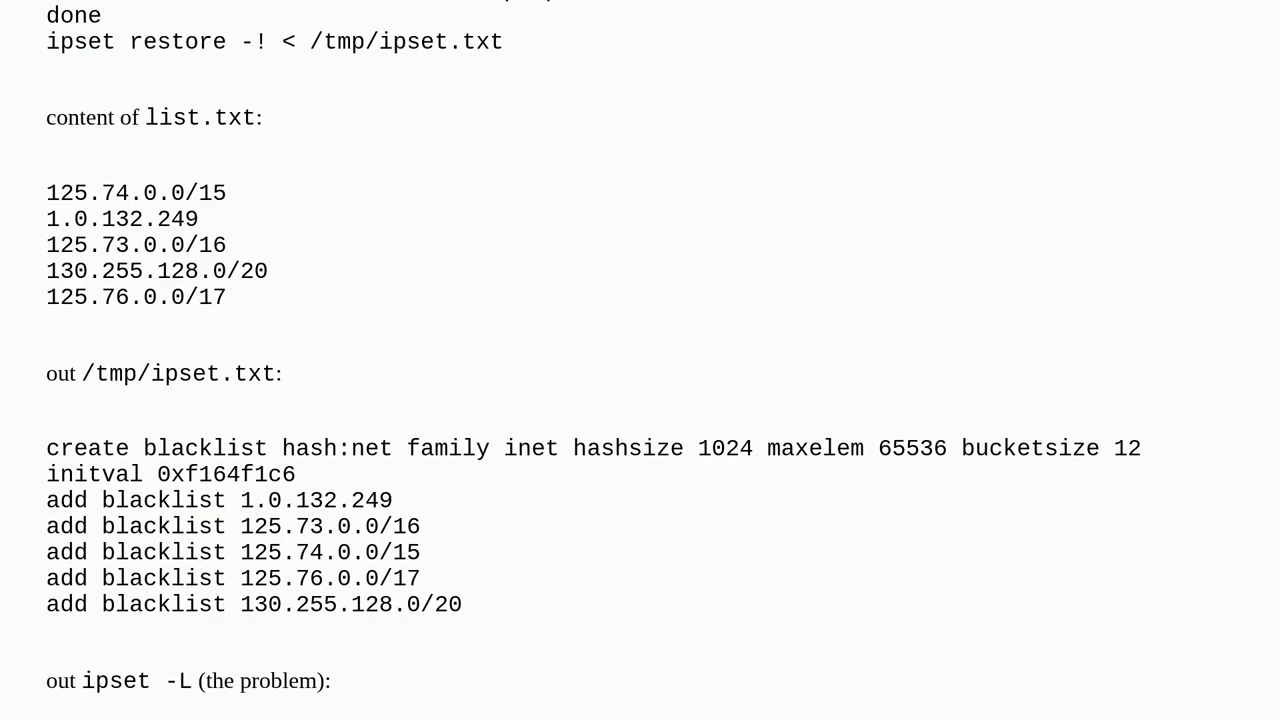 done
ipset restore -! < /tmp/ipset.txt
content of list.txt:
125.74.0.0/15
1.0.132.249
125.73.0.0/16
130.255.128.0/20
125.76.0.0/17
out /tmp/ipset.txt:
create blacklist hash:net family inet hashsize 1024 maxelem 65536 bucketsize 12
initval 0xf164f1c6
add blacklist 1.0.132.249
add blacklist 125.73.0.0/16
add blacklist 125.74.0.0/15
add blacklist 125.76.0.0/17
add blacklist 130.255.128.0/20
out ipset -L (the problem):